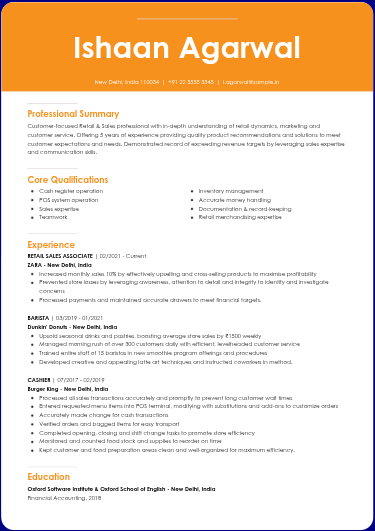 Ishaan Agarwal
New Delhi, India 110034 | +91 22 5555 3345 | I.agarwal@sample.in
Professional Summary
Customer-focused Retail & Sales professional with in-depth understanding of retail dynamics, marketing and
customer service. Offering 5 years of experience providing quality product recommendations and solutions to meet
customer expectations and needs. Demonstrated record of exceeding revenue targets by leveraging sales expertise
and communication skills.
Core Qualifications
• Cash register operation
• POS system operation
• Sales expertise
• Teamwork
• Inventory management
• Accurate money handling
• Documentation & record-keeping
• Retail merchandising expertise
Experience
RETAIL SALES ASSOCIATE | 02/2021 - Current
ZARA - New Delhi, India
• Increased monthly sales 10% by effectively upselling and cross-selling products to maximise profitability
• Prevented store losses by leveraging awareness, attention to detail and integrity to identify and investigate
concerns
• Processed payments and maintained accurate drawers to meet financial targets.
BARISTA | 03/2019 - 01/2021
Dunkin' Donuts - New Delhi, India
• Upsold seasonal drinks and pastries, boosting average store sales by ₹1500 weekly
• Managed morning rush of over 300 customers daily with efficient, levelheaded customer service
• Trained entire staff of 15 baristas in new smoothie program offerings and procedures
• Developed creative and appealing latte art techniques and instructed coworkers in method.
CASHIER | 07/2017 - 02/2019
Burger King - New Delhi, India
• Processed all sales transactions accurately and promptly to prevent long customer wait times
• Entered requested menu items into POS terminal, modifying with substitutions and add-ons to customize orders
• Accurately made change for cash transactions
• Verified orders and bagged items for easy transport
• Completed opening, closing and shift change tasks to promote store efficiency
• Monitored and counted food stock and supplies to reorder on time
• Kept customer and food preparation areas clean and well-organized for maximum efficiency.
Education
Oxford Software Institute & Oxford School of English - New Delhi, India
Financial Accounting, 2018